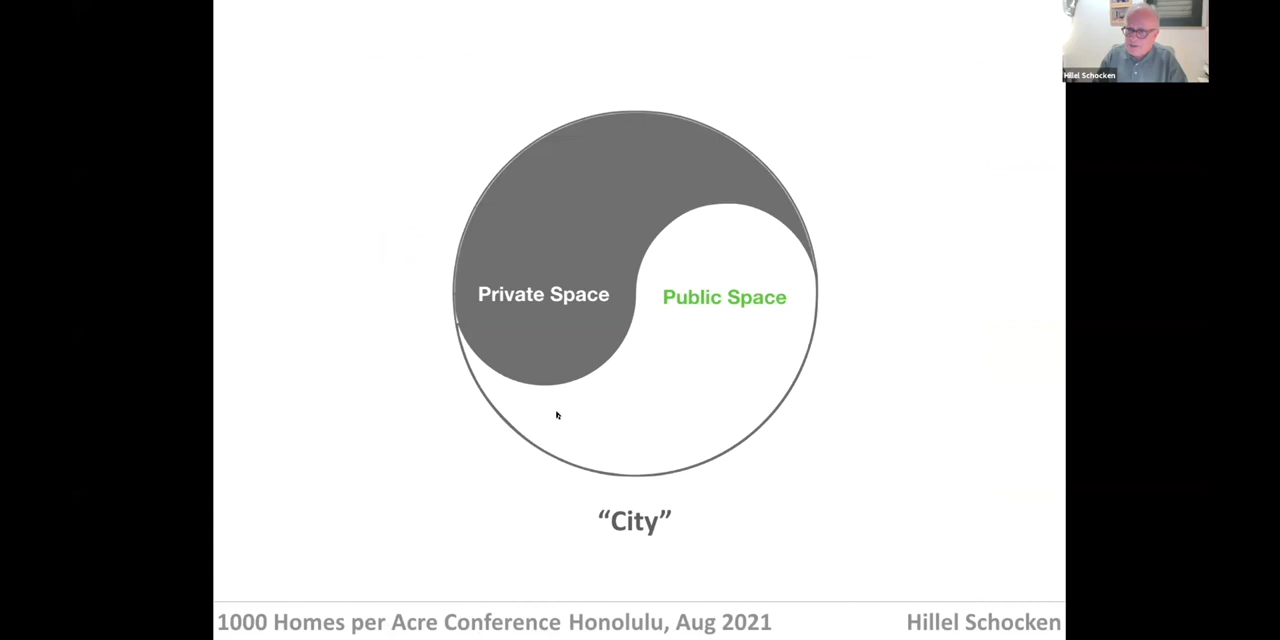 Hillel Schocken
Private Space
Public Space
“City”
1000 Homes per Acre Conference Honolulu, Aug 2021
Hillel Schocken